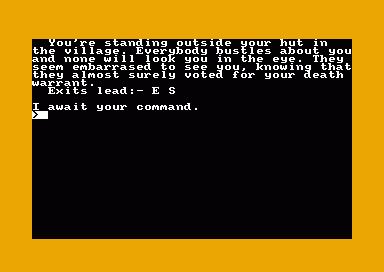 You're standing outside your hut in
the village. Everybody bustles about you
and none will look you in the eye. They
seem embarrased to see you, knowing that
they almost surely voted for your death
warrant.
Exits lead:- E S
I await your command.
>